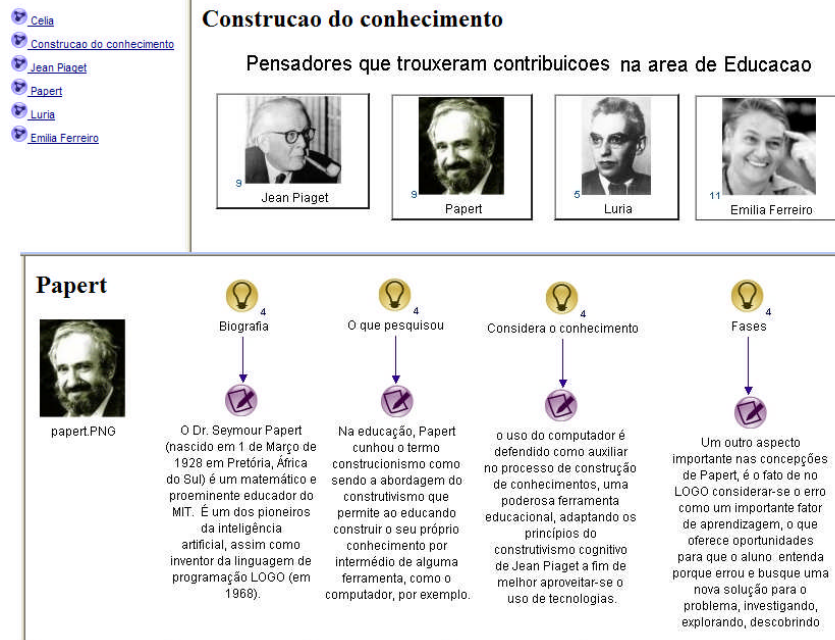 Celia
Construcao do conhecimento
Jean Piaget
Papert
Luria
Emilia Ferreiro
Construcao do conhecimento
Pensadores que trouxeram contribuicoes na area de Educacao
9
Jean Piaget
9
Papert
5
Luria
11
Emilia Ferreiro
Papert
papert.PNG
4
Biografia
O Dr. Seymour Papert
(nascido em 1 de Março de
1928 em Pretória, África
do Sul) é um matemático e
proeminente educador do
MIT. É um dos pioneiros
da inteligência
artificial, assim como
inventor da linguagem de
programação LOGO (em
1968).
4
O que pesquisou
Na educação, Papert
cunhou o termo
construcionismo como
sendo a abordagem do
construtivismo que
permite ao educando
construir o seu próprio
conhecimento por
intermédio de alguma
ferramenta, como o
computador, por exemplo.
4
Considera o conhecimento
o uso do computador é
defendido como auxiliar
no processo de construção
de conhecimentos, uma
poderosa ferramenta
educacional, adaptando os
princípios do
construtivismo cognitivo
de Jean Piaget a fim de
melhor aproveitar-se o
uso de tecnologias.
4
Fases
Um outro aspecto
importante nas concepções
de Papert, é o fato de no
LOGO considerar-se o erro
como um importante fator
de aprendizagem, o que
oferece oportunidades
para que o aluno entenda
porque errou e busque uma
nova solução para o
problema, investigando,
explorando, descobrindo